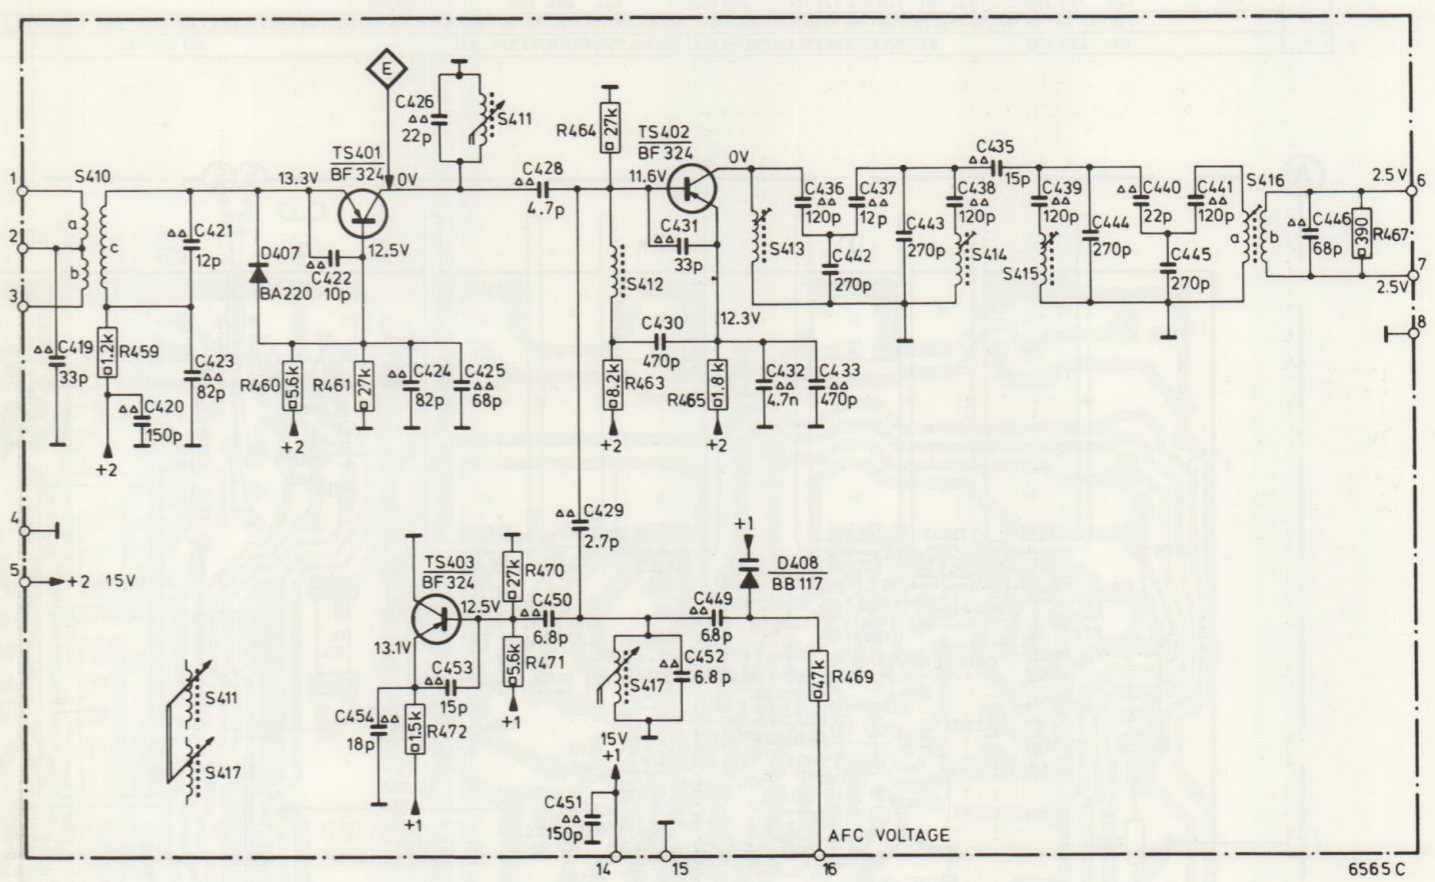 E
C426
22p
S411
R464
27k
TS401
BF 324
TS402
BF 324
0V
0V
1
S410
13.3V
C428
4.7p
11.6V
C435
15p
2.5V
6
a
b
c
2
3
C421
12p
D407
BA220
C422
10p
12.5V
C431
33p
S412
S413
C436
120p
C437
12p
C442
270p
C443
270p
C438
120p
S414
C439
120p
S415
C444
270p
C440
22p
C441
120p
C445
270p
S416
a
b
C446
68p
390
R467
7
2.5V
8
C419
33p
1.2k
R459
C420
150p
+2
C423
82p
R460
5.6k
+2
R461
27k
C424
82p
C425
68p
12.3V
C430
470p
8.2k
R463
+2
R465
1.8k
+2
C432
4.7n
C433
470p
4
5
+2 15V
C429
2.7p
+1
D408
BB117
TS403
BF324
27k
R470
12.5V
C450
6.8p
C449
6.8p
13.1V
C453
15p
5.6k
R471
+1
S417
C452
6.8p
47k
R469
C454
18p
1.5k
R472
+1
S411
S417
15V
+1
C451
150p
AFC VOLTAGE
14
15
16
6565 C